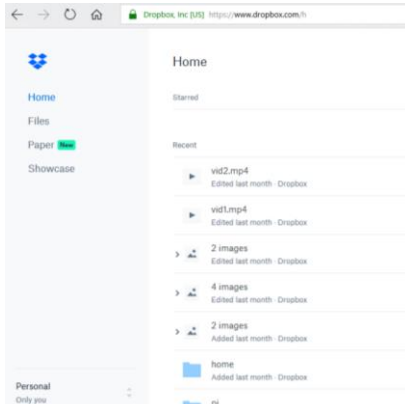 Dropbox, Inc [US] https://www.dropbox.com/h
Home
Starred
Home
Files
Paper New
Showcase
Recent
vid2.mp4
Edited last month · Dropbox
vid1.mp4
Edited last month · Dropbox
2 images
Edited last month · Dropbox
4 images
Edited last month · Dropbox
2 images
Added last month · Dropbox
home
Added last month · Dropbox
Personal
Only you